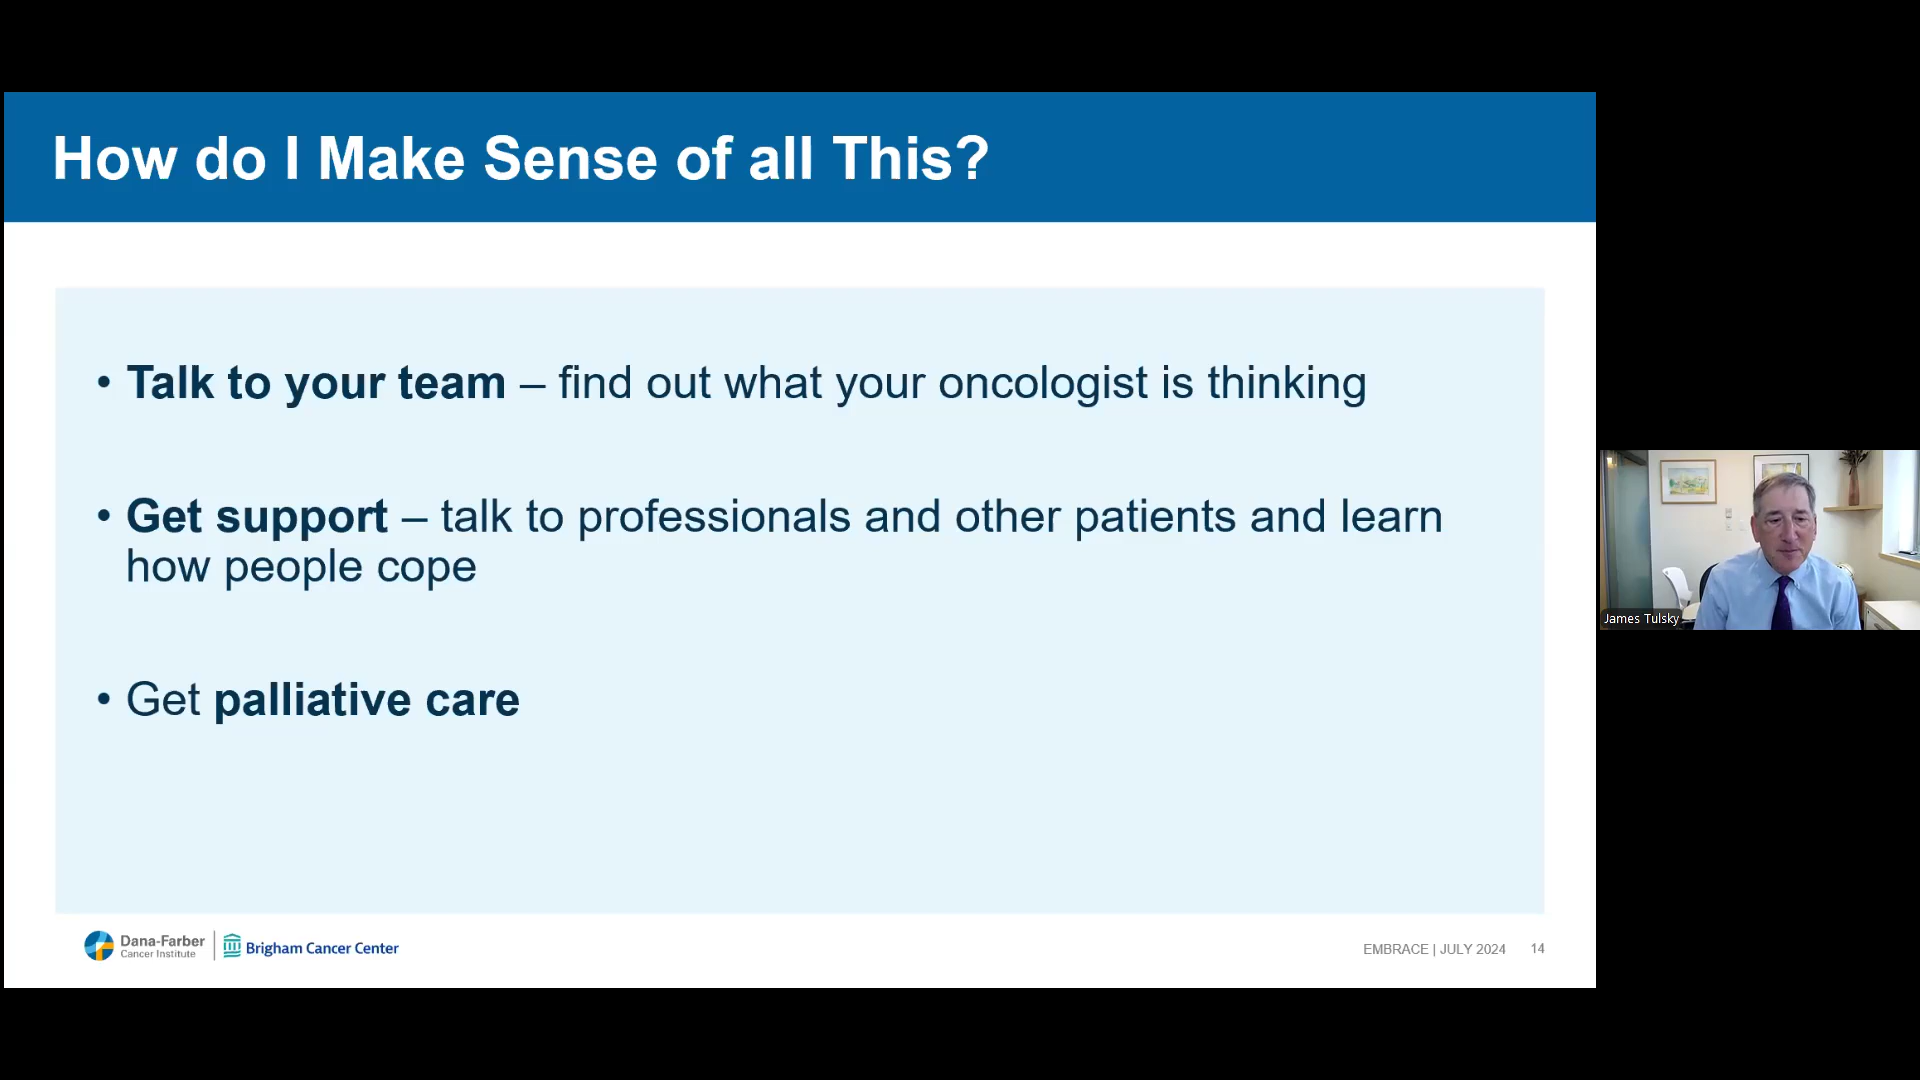 How do I Make Sense of all This?
• Talk to your team – find out what your oncologist is thinking
• Get support – talk to professionals and other patients and learn
how people cope
• Get palliative care
Dana-Farber
Cancer Institute
Brigham Cancer Center
EMBRACE | JULY 2024 14
James Tulsky